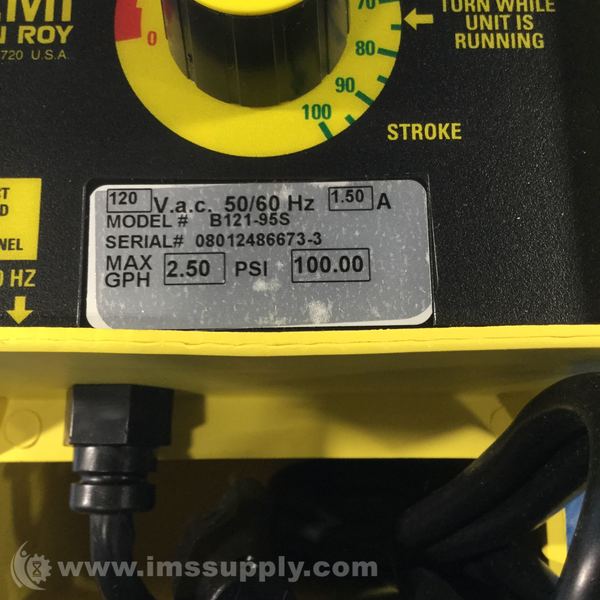 LMI
ROY
720 U.S.A.
0
70
80
90
100
TURN WHILE
UNIT IS
RUNNING
STROKE
120 V.a.c. 50/60 Hz 1.50 A
MODEL # B121-95S
SERIAL# 08012486673-3
MAX GPH 2.50 PSI 100.00
NEL
HZ
www.imssupply.com